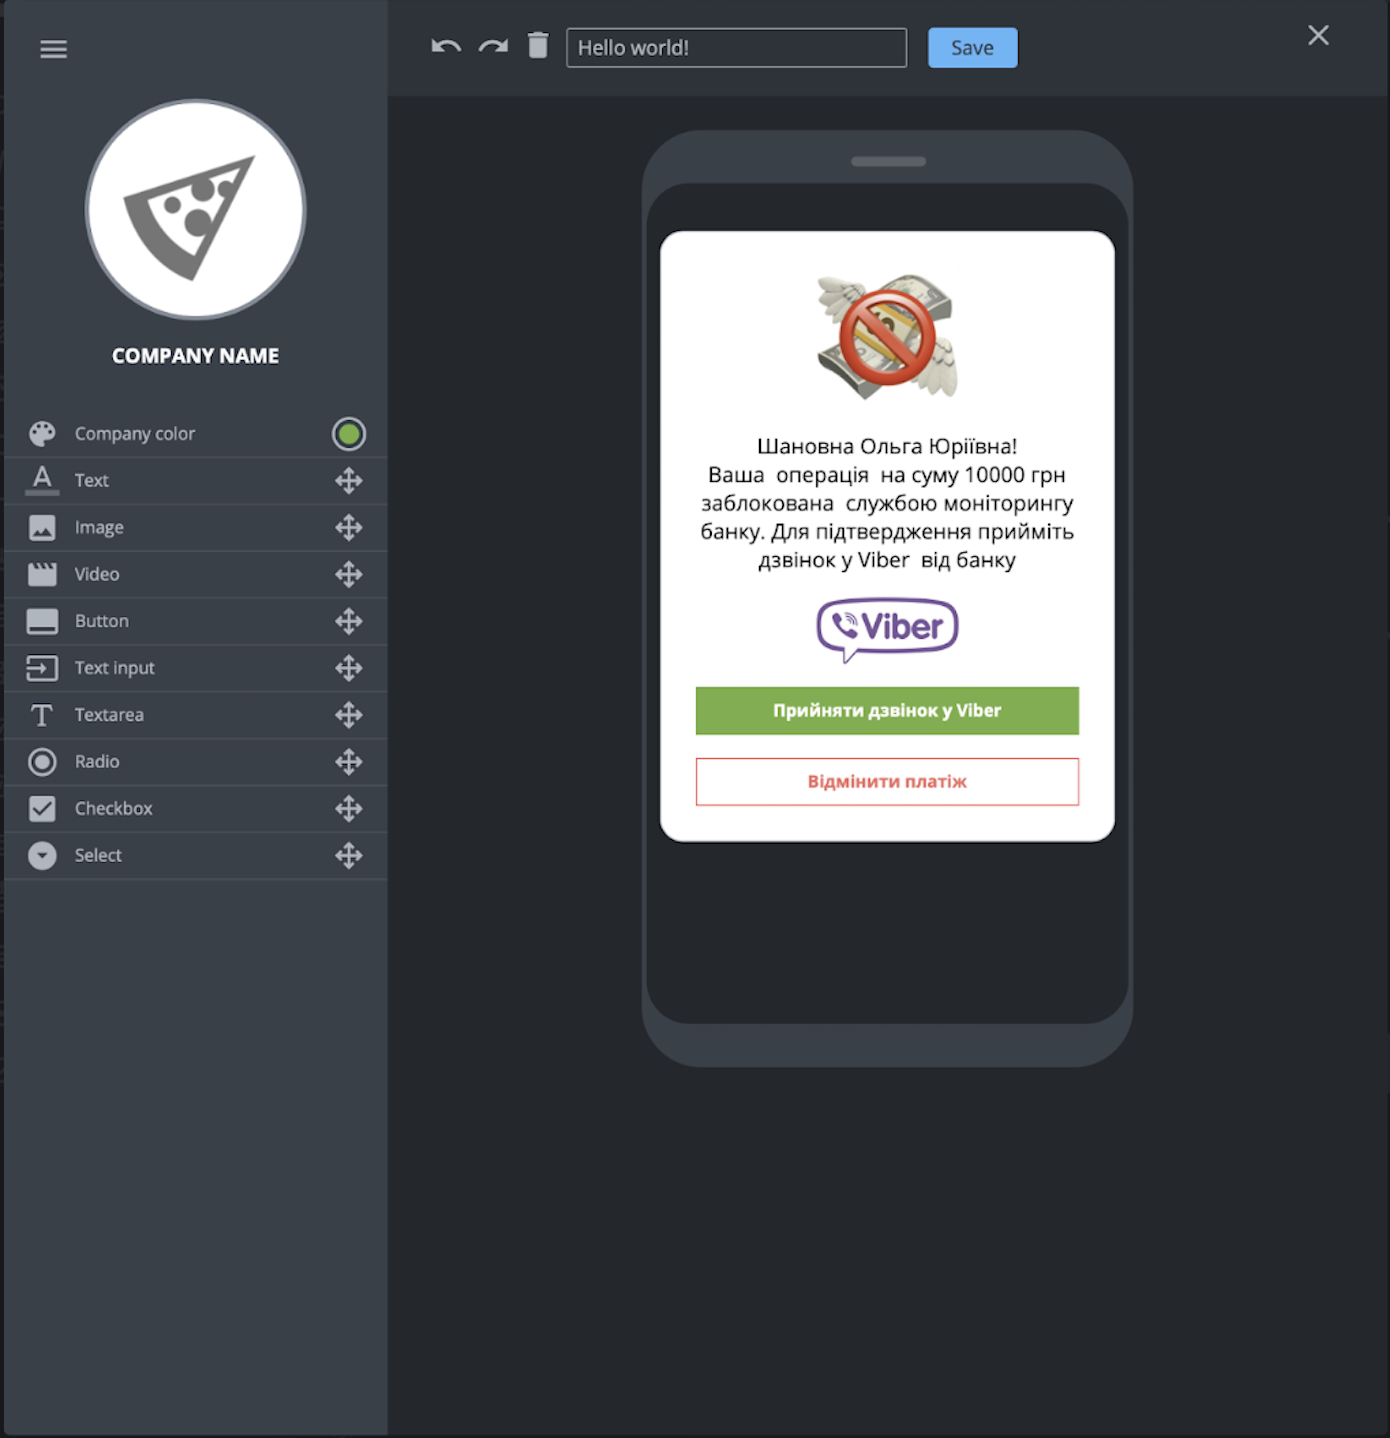 Hello world!
Save
COMPANY NAME
Company color
Text
Image
Video
Button
Text input
Textarea
Radio
Checkbox
Select
Шановна Ольга Юріївна!
Ваша операція на суму 10000 грн
заблокована службою моніторингу
банку. Для підтвердження прийміть
дзвінок у Viber від банку
Viber
Прийняти дзвінок у Viber
Відмінити платіж